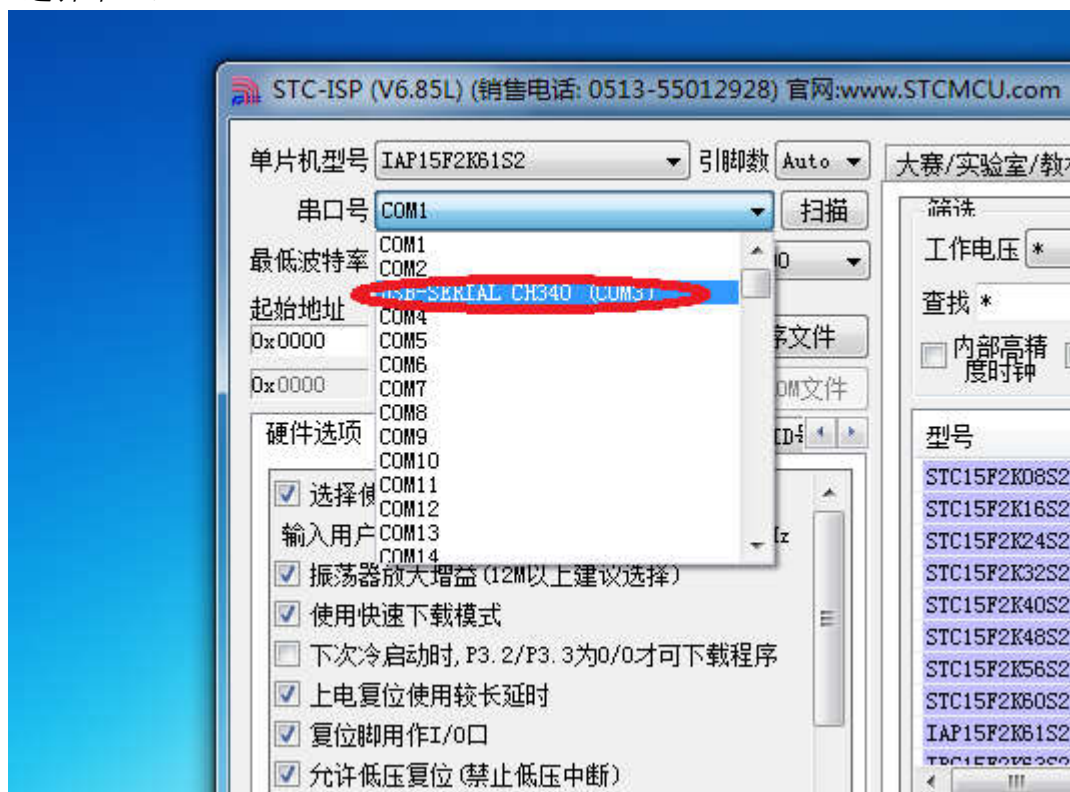 STC-ISP (V6.85L) (销售电话: 0513-55012928) 官网:www.STCMCU.com
单片机型号 IAP15F2K61S2 引脚数 Auto
大赛/实验室/教
串口号 COM1 扫描
筛选
COM1
最低波特率
工作电压 *
COM2
USB-SERIAL CH340 (COM3)
起始地址
查找 *
COM4
0x0000 COM5 序文件
内部高精
度时钟
COM6
0x0000 COM7 OM文件
COM8
硬件选项 COM9
型号
COM10
COM11
选择使
STC15F2K08S2
COM12
STC15F2K16S2
输入用户 COM13 Hz
STC15F2K24S2
COM14
振荡器放大增益(12M以上建议选择)
STC15F2K32S2
使用快速下载模式
STC15F2K40S2
STC15F2K48S2
下次冷启动时,P3.2/P3.3为0/0才可下载程序
STC15F2K56S2
上电复位使用较长延时
STC15F2K60S2
复位脚用作I/O口
IAP15F2K61S2
允许低压复位(禁止低压中断)